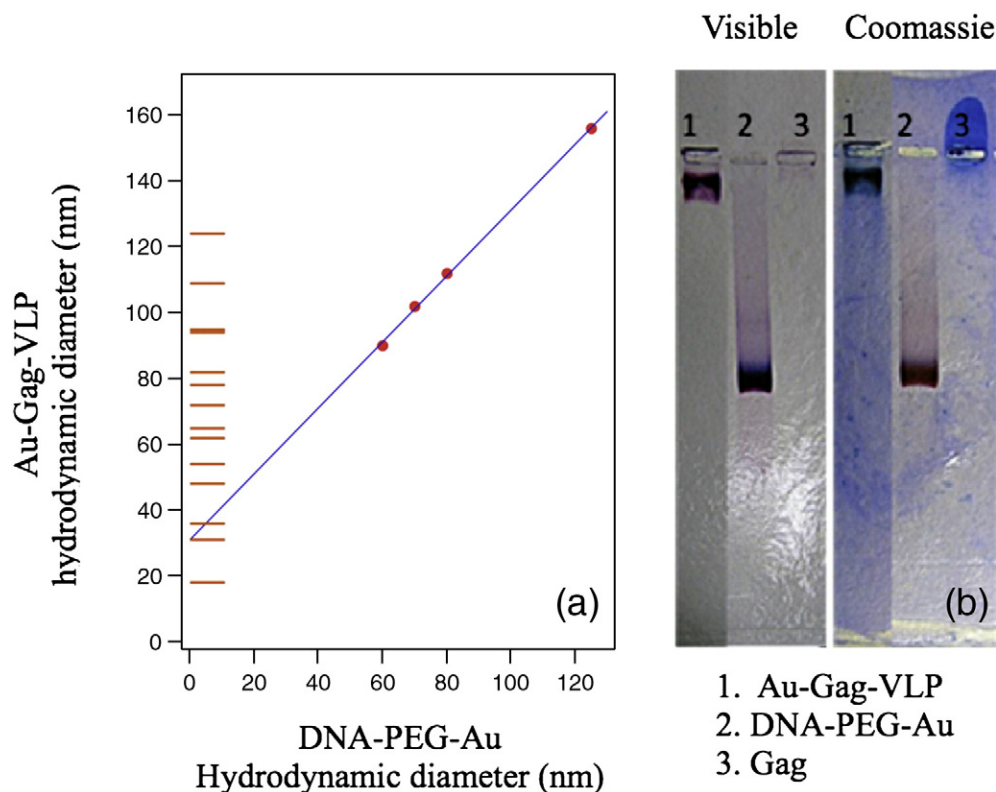 Visible
Coomassie
160
140
120
100
80
60
40
20
0
Au-Gag-VLP
hydrodynamic diameter (nm)
(a)
0 20 40 60 80 100 120
DNA-PEG-Au
Hydrodynamic diameter (nm)
1 2 3
1 2 3
(b)
1. Au-Gag-VLP
2. DNA-PEG-Au
3. Gag